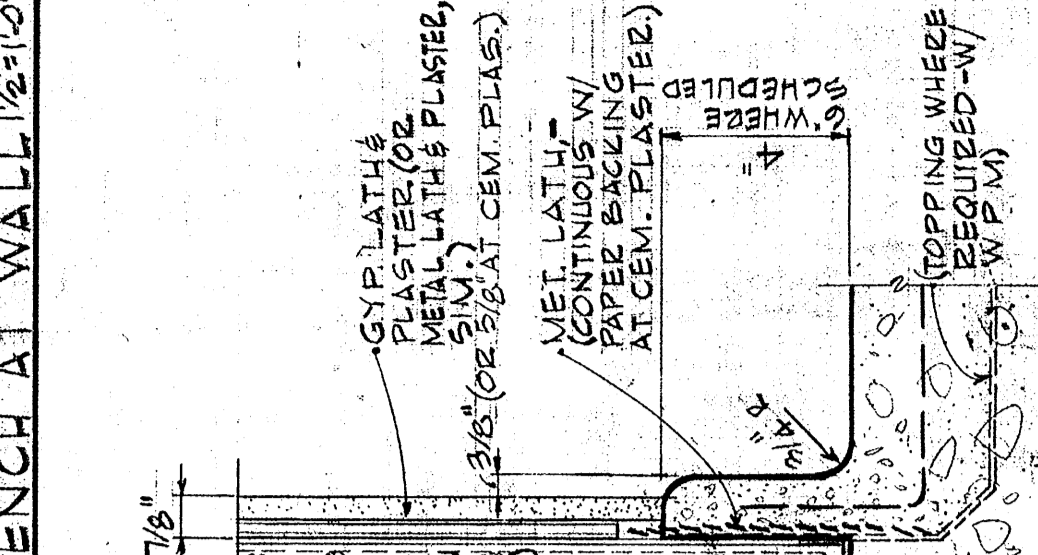 ENCH AT WALL 1/2"=1'-0"
7/8"
GYP. LATH &
PLASTER (OR
METAL LATH & PLASTER,
SIM.)
3/8" (OR 5/8" AT CEM. PLAS.)
MET. LATH,-
(CONTINUOUS W/
PAPER BACKING
AT CEM. PLASTER.)
4"
6" WHERE
SCHEDULED
3/4" R
(TOPPING WHERE
REQUIRED-W/
W P M)